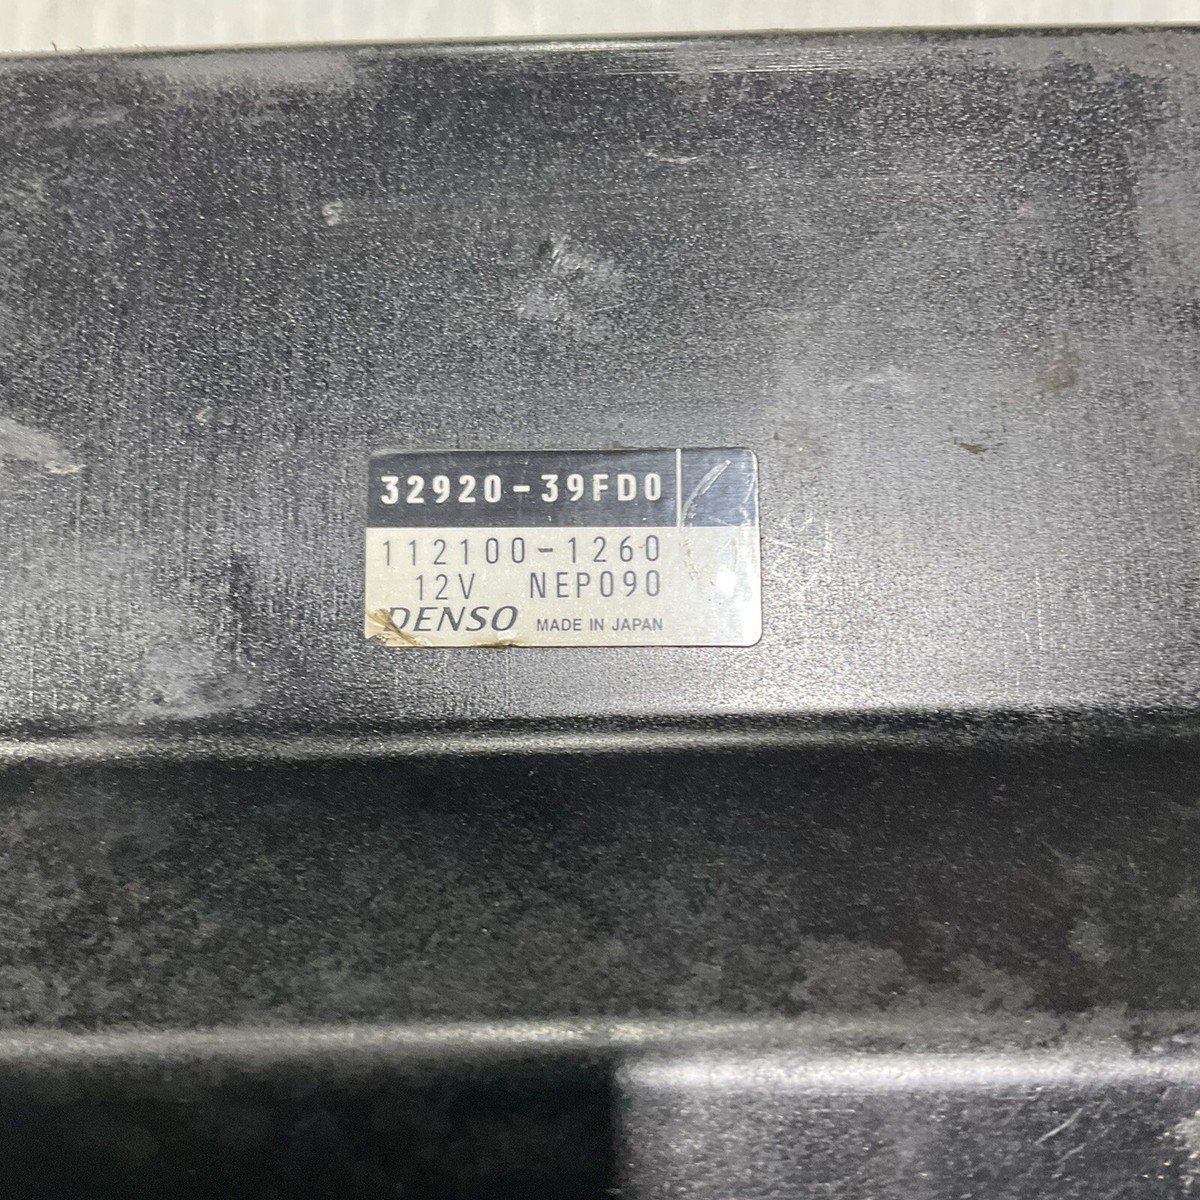 32920-39FD0
112100-1260
12V NEP090
DENSO MADE IN JAPAN